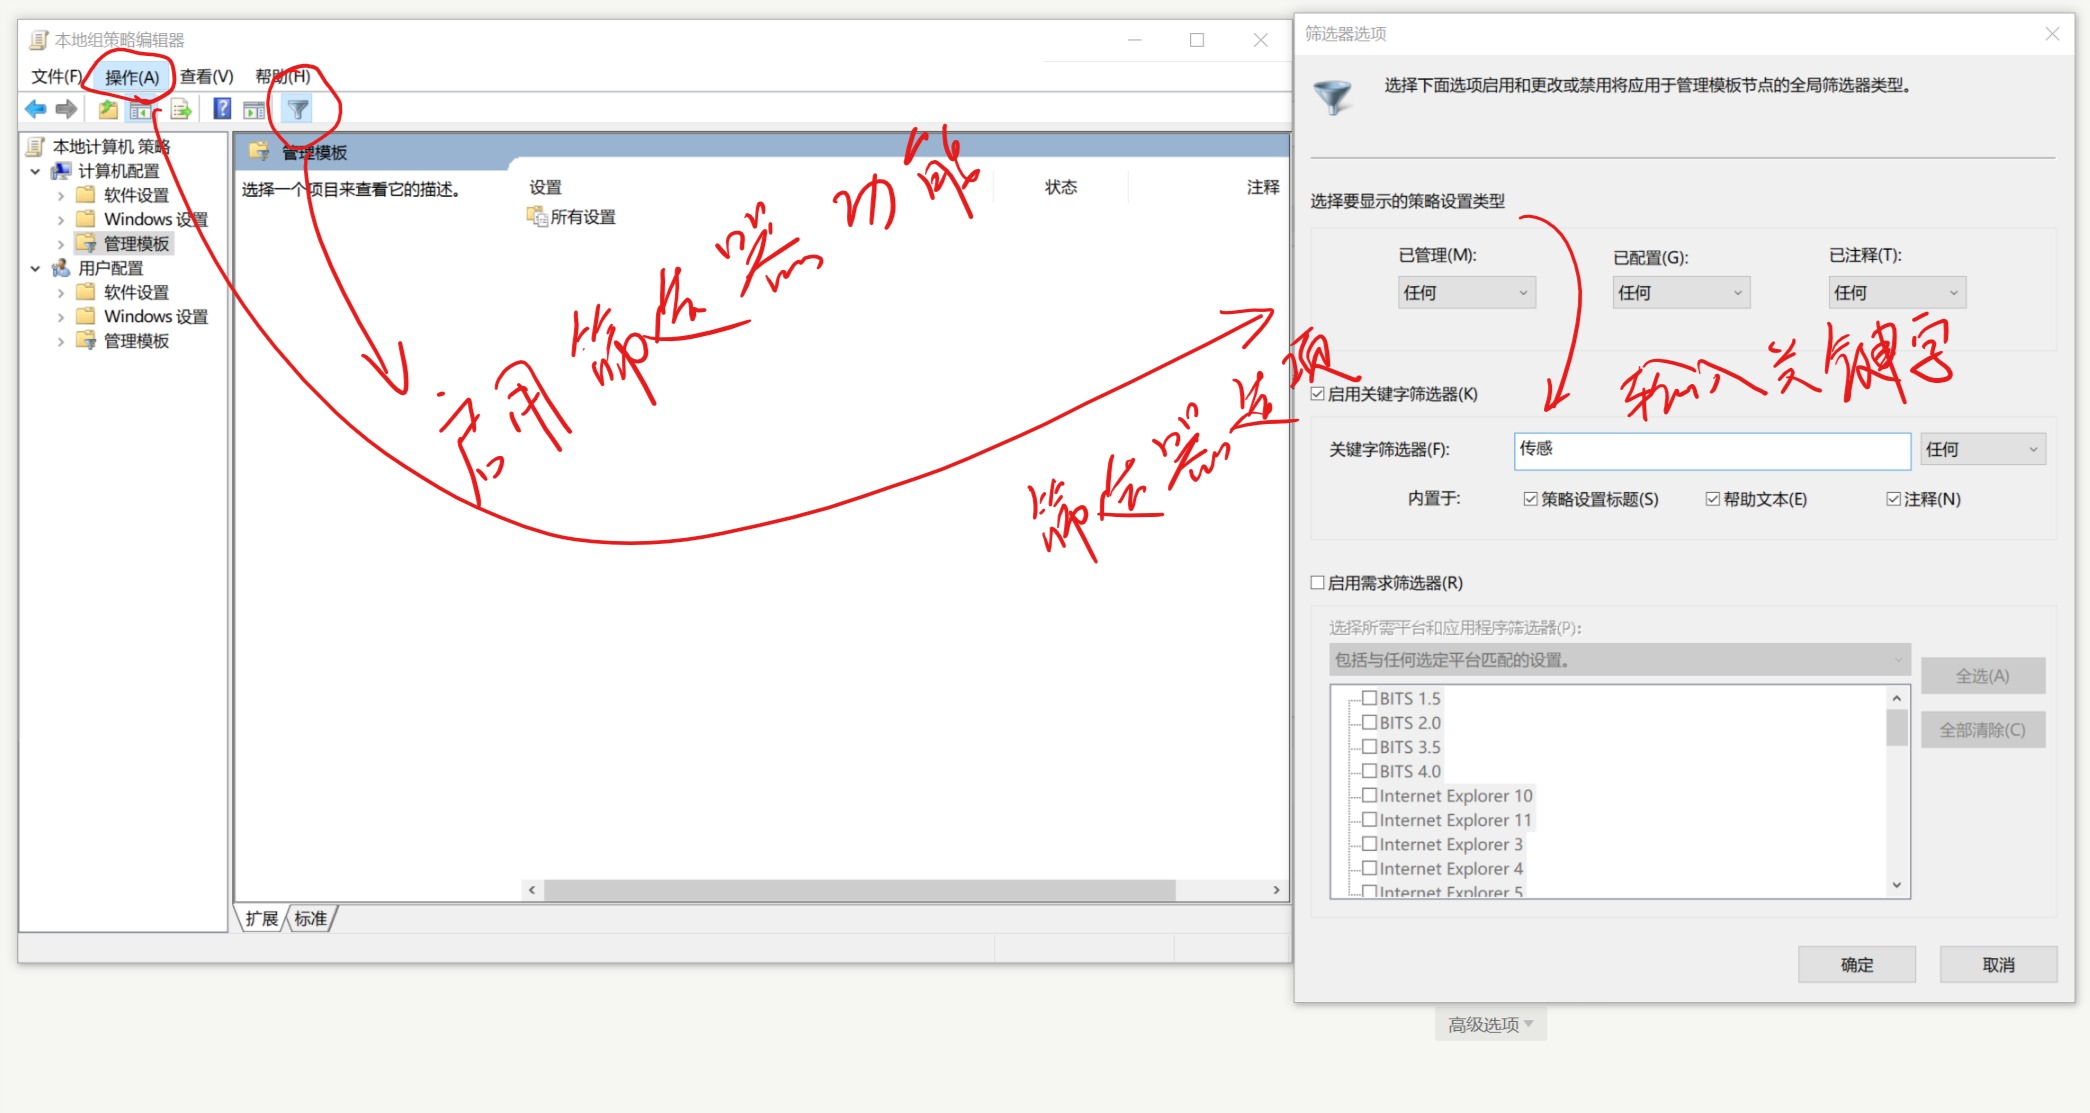 本地组策略编辑器
文件(F) 操作(A) 查看(V) 帮助(H)
本地计算机 策略
计算机配置
软件设置
Windows 设置
管理模板
用户配置
软件设置
Windows 设置
管理模板
管理模板
选择一个项目来查看它的描述。
设置 状态 注释
所有设置
启用筛选器功能
筛选器选项
扩展 标准
筛选器选项
选择下面选项启用和更改或禁用将应用于管理模板节点的全局筛选器类型。
选择要显示的策略设置类型
已管理(M): 已配置(G): 已注释(T):
任何 任何 任何
输入关键字
启用关键字筛选器(K)
关键字筛选器(F): 传感 任何
内置于: 策略设置标题(S) 帮助文本(E) 注释(N)
启用需求筛选器(R)
选择所需平台和应用程序筛选器(P):
包括与任何选定平台匹配的设置。
全选(A)
全部清除(C)
BITS 1.5
BITS 2.0
BITS 3.5
BITS 4.0
Internet Explorer 10
Internet Explorer 11
Internet Explorer 3
Internet Explorer 4
Internet Explorer 5
确定 取消
高级选项